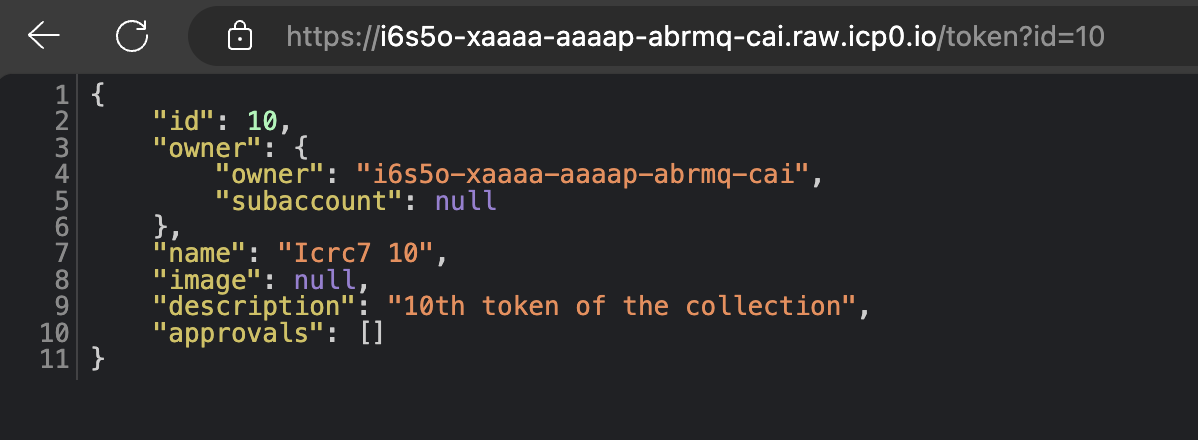 https://i6s5o-xaaaa-aaaap-abrmq-cai.raw.icp0.io/token?id=10
1 {
2     "id": 10,
3     "owner": {
4         "owner": "i6s5o-xaaaa-aaaap-abrmq-cai",
5         "subaccount": null
6     },
7     "name": "Icrc7 10",
8     "image": null,
9     "description": "10th token of the collection",
10     "approvals": []
11 }